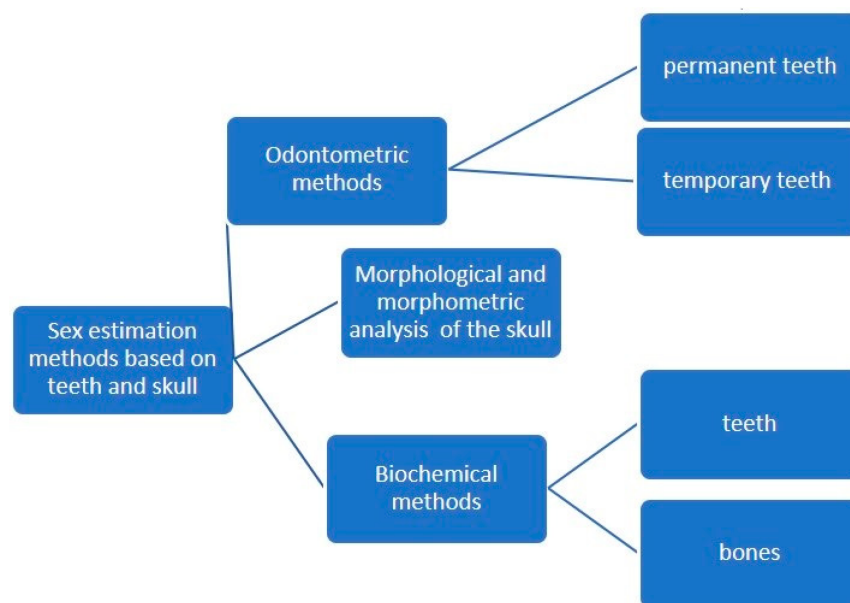 permanent teeth
Odontometric
methods
temporary teeth
Morphological and
morphometric
analysis of the skull
Sex estimation
methods based on
teeth and skull
teeth
Biochemical
methods
bones